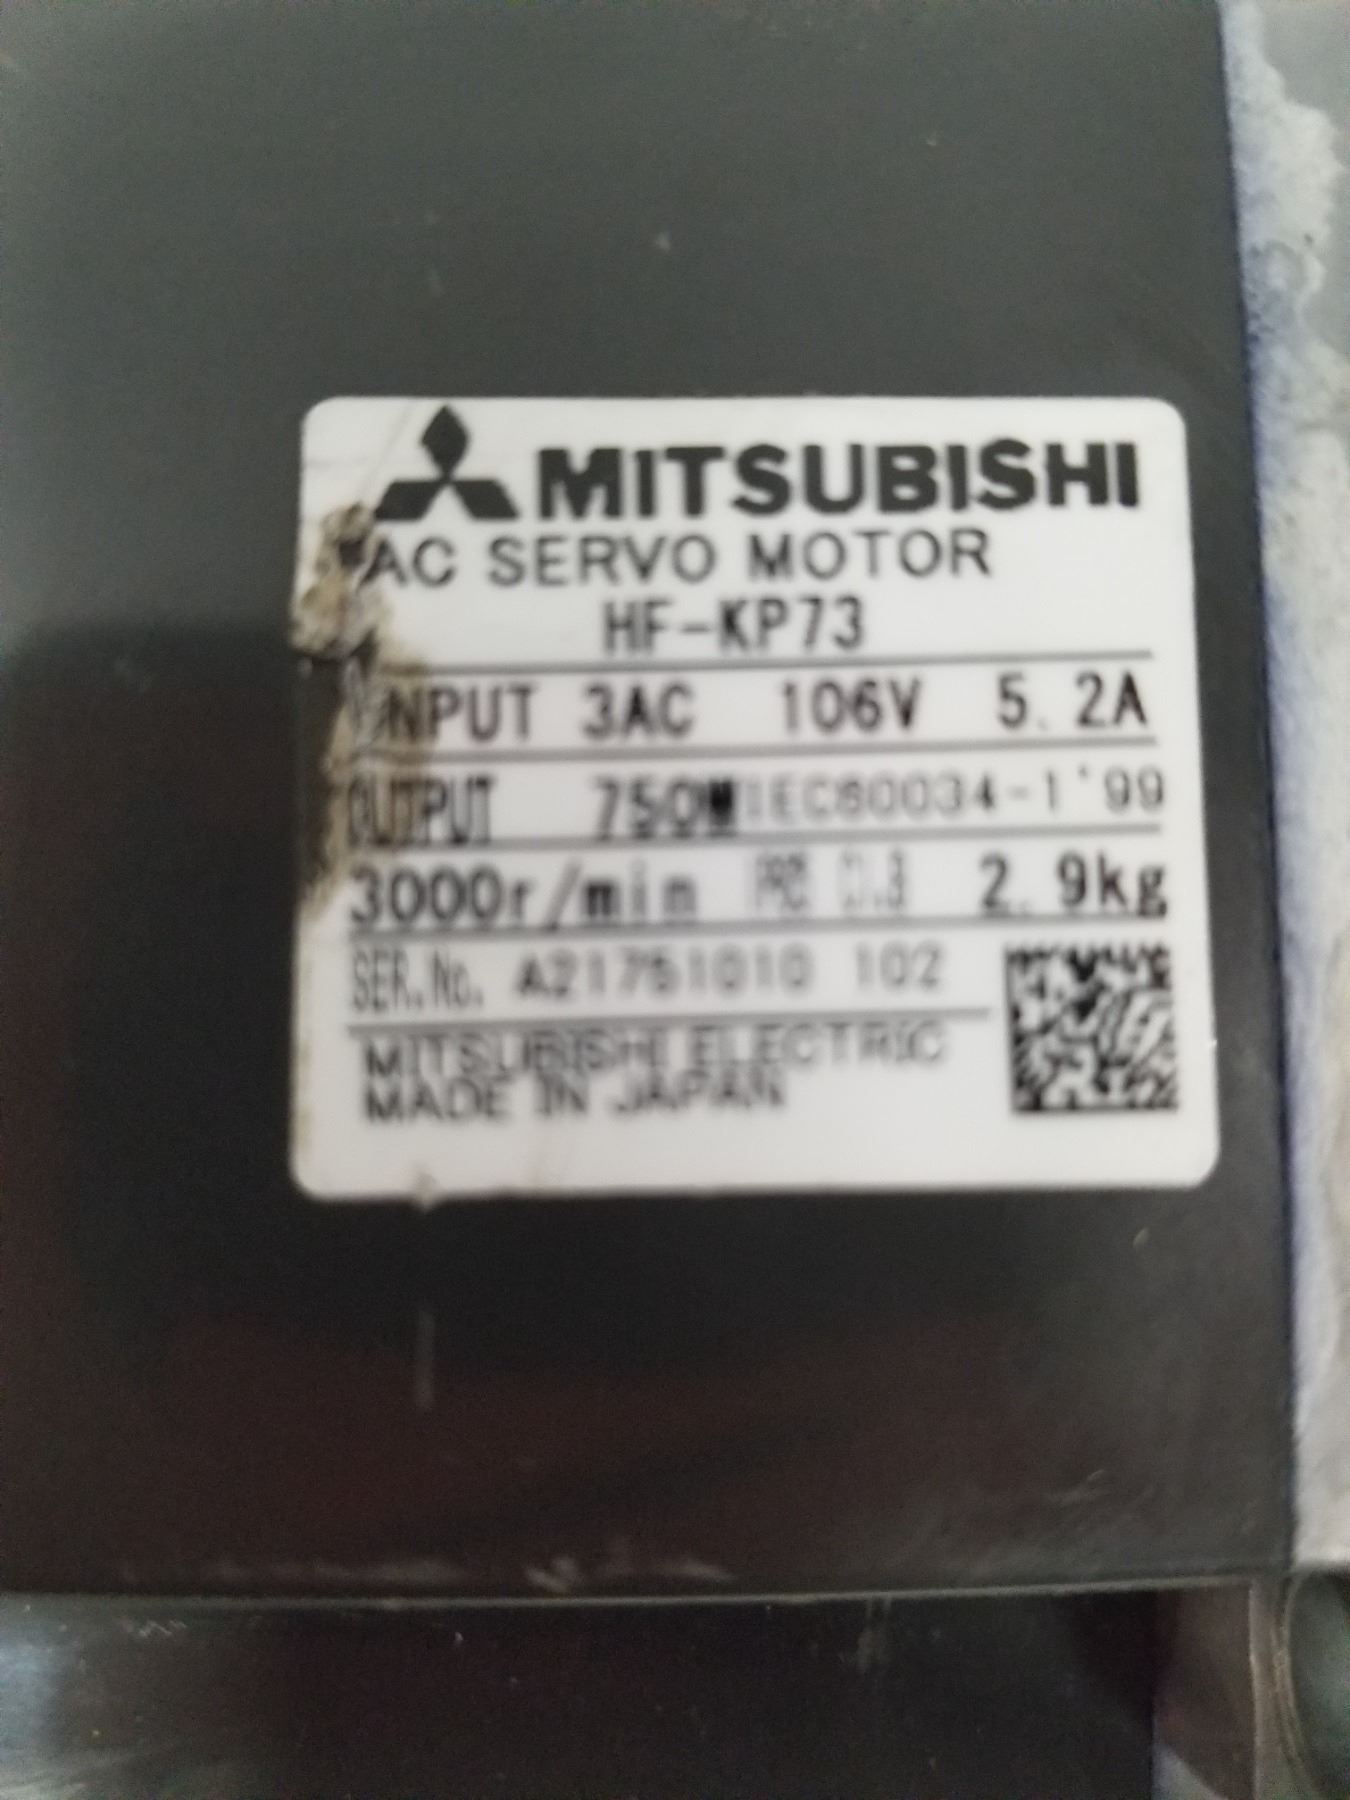 MITSUBISHI
AC SERVO MOTOR
HF-KP73
INPUT 3AC 106V 5.2A
OUTPUT 750W IEC60034-1'99
3000r/min 2.9kg
SER.No. A21751010 102
MITSUBISHI ELECTRIC
MADE IN JAPAN